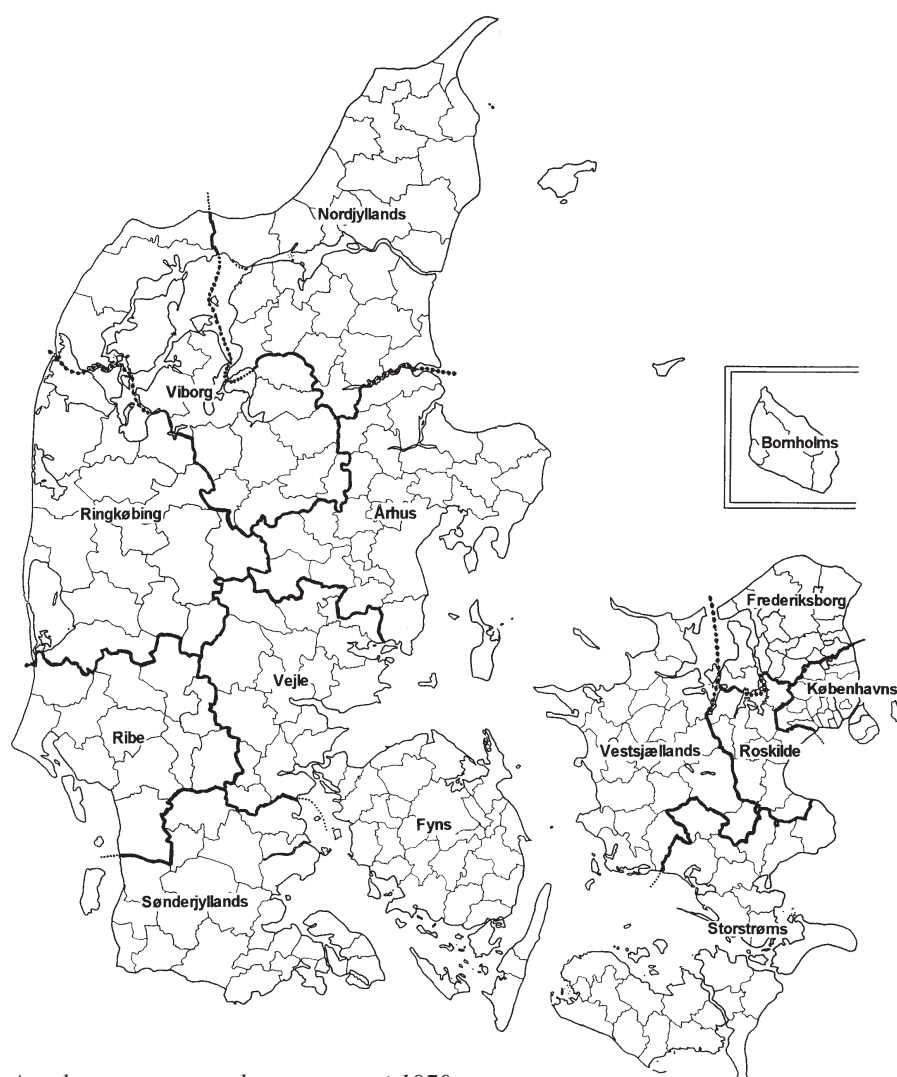 Nordjyllands
Viborg
Bornholms
Ringkøbing
Århus
Frederiksborg
Vejle
Københavns
Ribe
Vestsjællands
Roskilde
Fyns
Sønderjyllands
Storstrøms